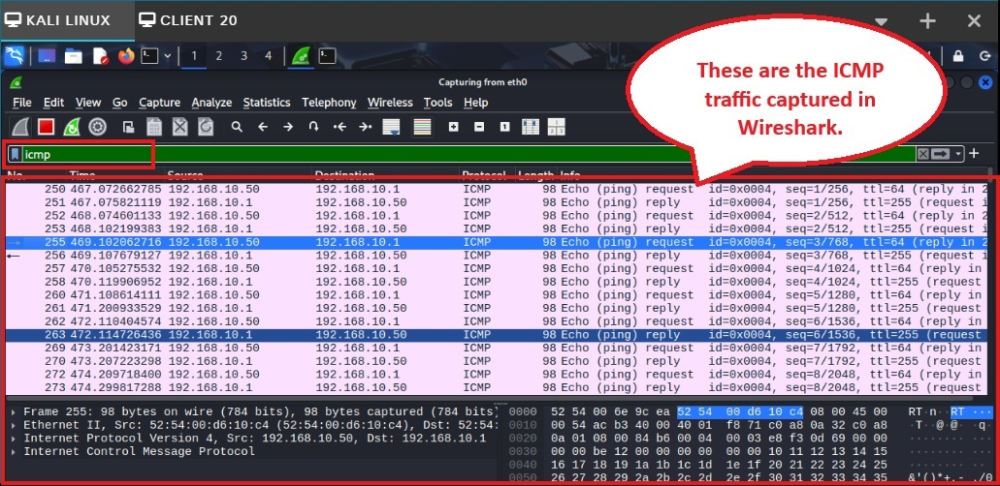 KALI LINUX CLIENT 20
1 2 3 4
Capturing from eth0
These are the ICMP
traffic captured in
Wireshark.
File Edit View Go Capture Analyze Statistics Telephony Wireless Tools Help
icmp
No. Time Source Destination Protocol Length Info
250 467.072662785 192.168.10.50 192.168.10.1 ICMP 98 Echo (ping) request id=0x0004, seq=1/256, ttl=64 (reply in 2
251 467.075821119 192.168.10.1 192.168.10.50 ICMP 98 Echo (ping) reply id=0x0004, seq=1/256, ttl=255 (request i
252 468.074601133 192.168.10.50 192.168.10.1 ICMP 98 Echo (ping) request id=0x0004, seq=2/512, ttl=64 (reply in 2
253 468.102199383 192.168.10.1 192.168.10.50 ICMP 98 Echo (ping) reply id=0x0004, seq=2/512, ttl=255 (request i
255 469.102062716 192.168.10.50 192.168.10.1 ICMP 98 Echo (ping) request id=0x0004, seq=3/768, ttl=64 (reply in 2
256 469.107679127 192.168.10.1 192.168.10.50 ICMP 98 Echo (ping) reply id=0x0004, seq=3/768, ttl=255 (request i
257 470.105275532 192.168.10.50 192.168.10.1 ICMP 98 Echo (ping) request id=0x0004, seq=4/1024, ttl=64 (reply in
258 470.119906952 192.168.10.1 192.168.10.50 ICMP 98 Echo (ping) reply id=0x0004, seq=4/1024, ttl=255 (request
260 471.108614111 192.168.10.50 192.168.10.1 ICMP 98 Echo (ping) request id=0x0004, seq=5/1280, ttl=64 (reply in
261 471.200933529 192.168.10.1 192.168.10.50 ICMP 98 Echo (ping) reply id=0x0004, seq=5/1280, ttl=255 (request
262 472.110404574 192.168.10.50 192.168.10.1 ICMP 98 Echo (ping) request id=0x0004, seq=6/1536, ttl=64 (reply in
263 472.114726436 192.168.10.1 192.168.10.50 ICMP 98 Echo (ping) reply id=0x0004, seq=6/1536, ttl=255 (request
269 473.201423171 192.168.10.50 192.168.10.1 ICMP 98 Echo (ping) request id=0x0004, seq=7/1792, ttl=64 (reply in
270 473.207223298 192.168.10.1 192.168.10.50 ICMP 98 Echo (ping) reply id=0x0004, seq=7/1792, ttl=255 (request
272 474.209718400 192.168.10.50 192.168.10.1 ICMP 98 Echo (ping) request id=0x0004, seq=8/2048, ttl=64 (reply in
273 474.299817288 192.168.10.1 192.168.10.50 ICMP 98 Echo (ping) reply id=0x0004, seq=8/2048, ttl=255 (request
Frame 255: 98 bytes on wire (784 bits), 98 bytes captured (784 bits) 0000 52 54 00 6e 9c ea 52 54 00 d6 10 c4 08 00 45 00 RT·n··RT ···
Ethernet II, Src: 52:54:00:d6:10:c4 (52:54:00:d6:10:c4), Dst: 52:54: 0010 00 54 ac b3 40 00 40 01 f8 71 c0 a8 0a 32 c0 a8 ·T··@·@· ·q
Internet Protocol Version 4, Src: 192.168.10.50, Dst: 192.168.10.1 0020 0a 01 08 00 84 b6 00 04 00 03 e8 f3 0d 69 00 00
Internet Control Message Protocol 0030 00 00 be 12 00 00 00 00 00 00 10 11 12 13 14 15
0040 16 17 18 19 1a 1b 1c 1d 1e 1f 20 21 22 23 24 25
0050 26 27 28 29 2a 2b 2c 2d 2e 2f 30 31 32 33 34 35 &'()*+,- ./0